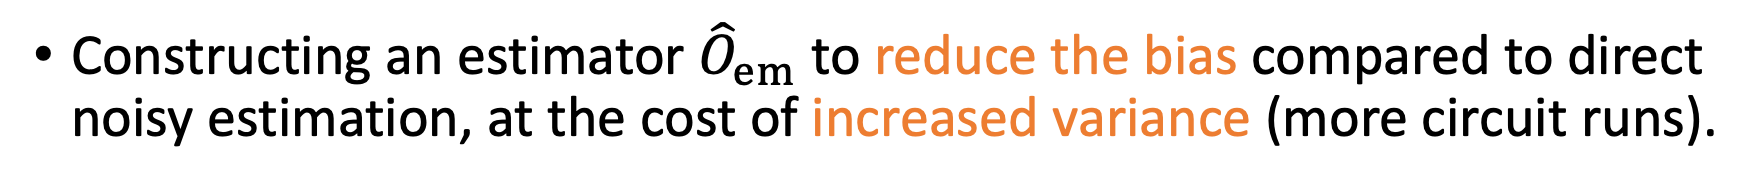 • Constructing an estimator Ôem to reduce the bias compared to direct
noisy estimation, at the cost of increased variance (more circuit runs).